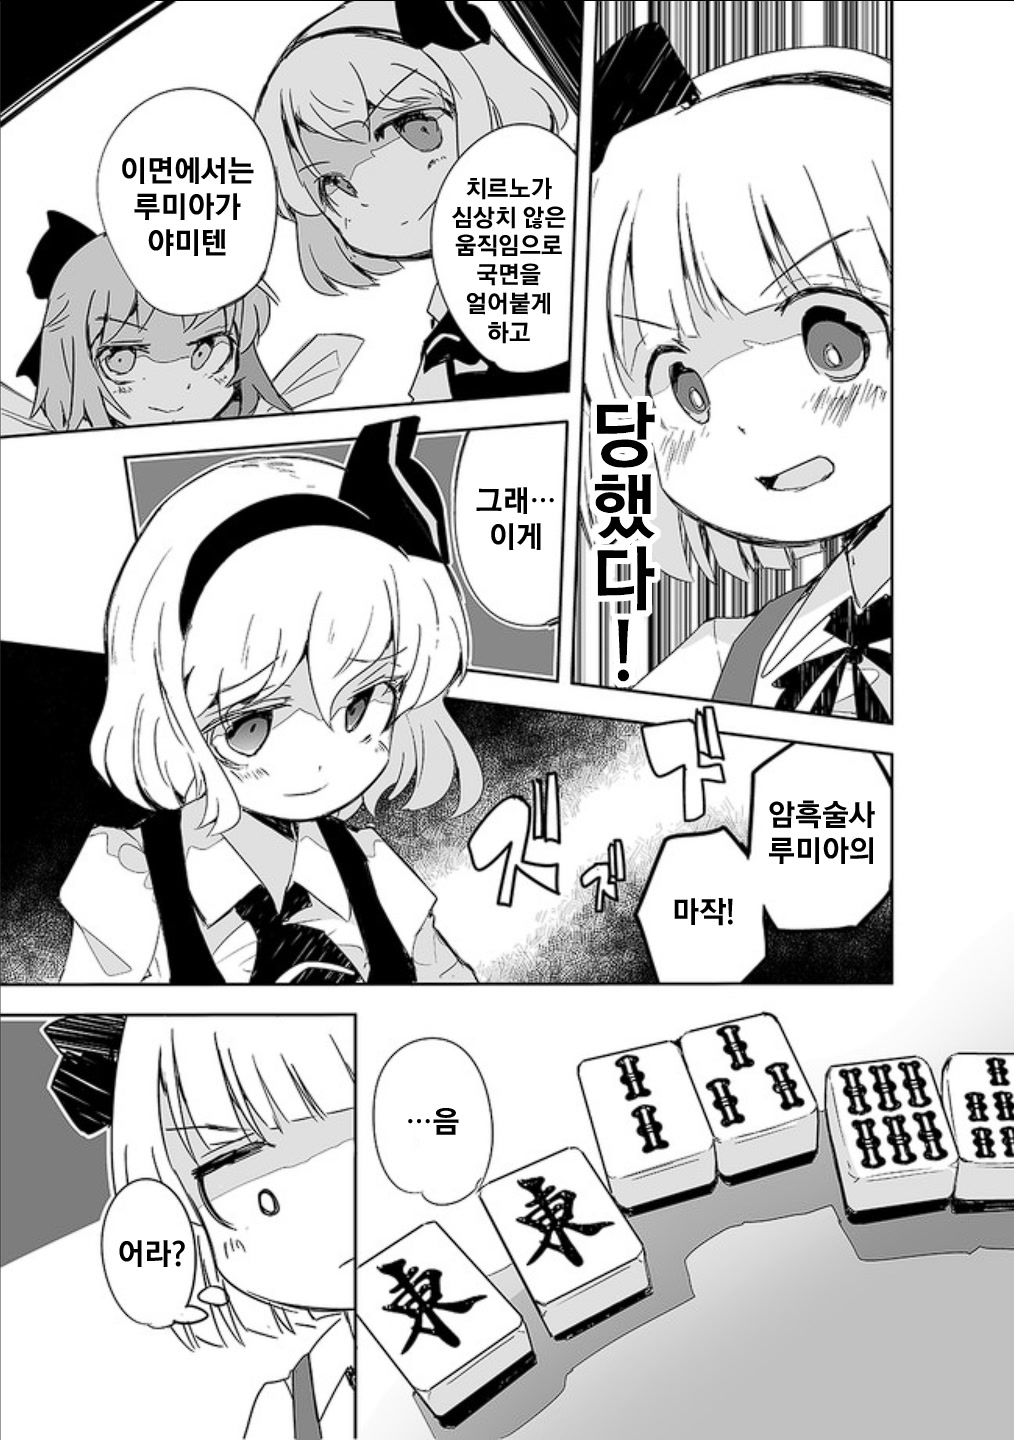 당했다!
치르노가
심상치 않은
움직임으로
국면을
얼어붙게
하고
이면에서는
루미아가
야미텐
그래…
이게
암흑술사
루미아의
마작!
ズズズ
…음
東
東
어라?